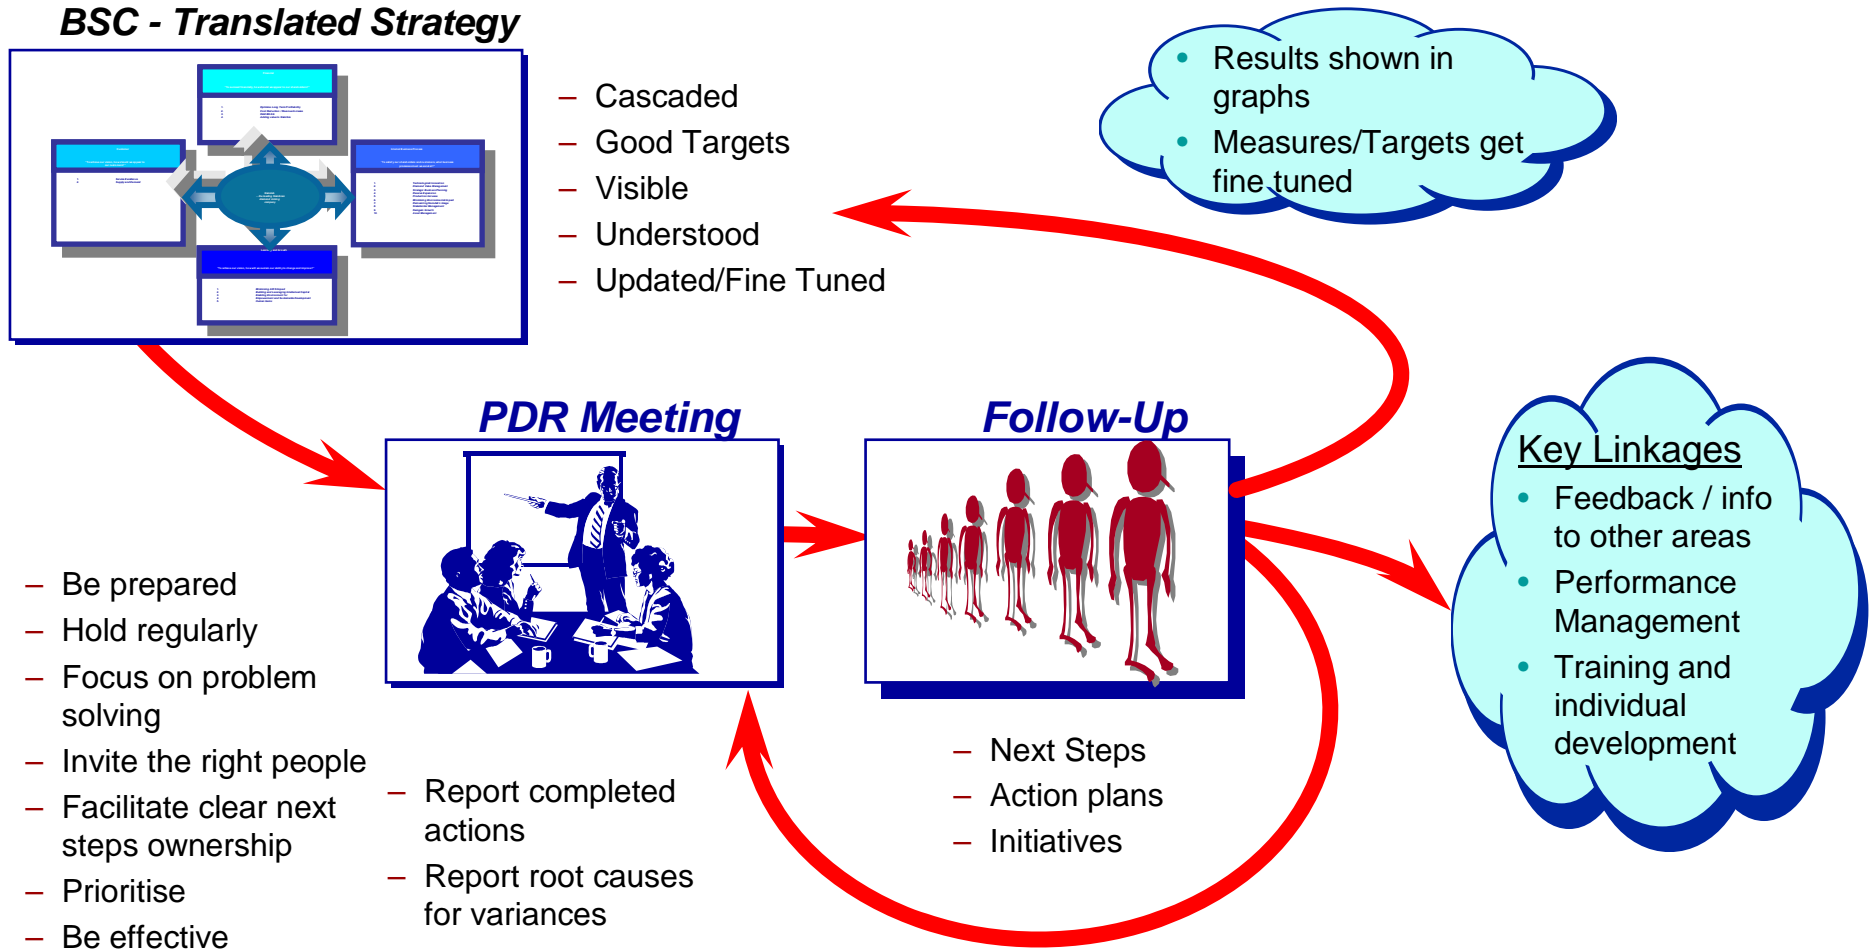 BSC - Translated Strategy
– Cascaded
– Good Targets
– Visible
– Understood
– Updated/Fine Tuned
• Results shown in
graphs
• Measures/Targets get
fine tuned
PDR Meeting
Follow-Up
Key Linkages
• Feedback / info
to other areas
• Performance
Management
• Training and
individual
development
– Be prepared
– Hold regularly
– Focus on problem
solving
– Invite the right people
– Facilitate clear next
steps ownership
– Prioritise
– Be effective
– Report completed
actions
– Report root causes
for variances
– Next Steps
– Action plans
– Initiatives